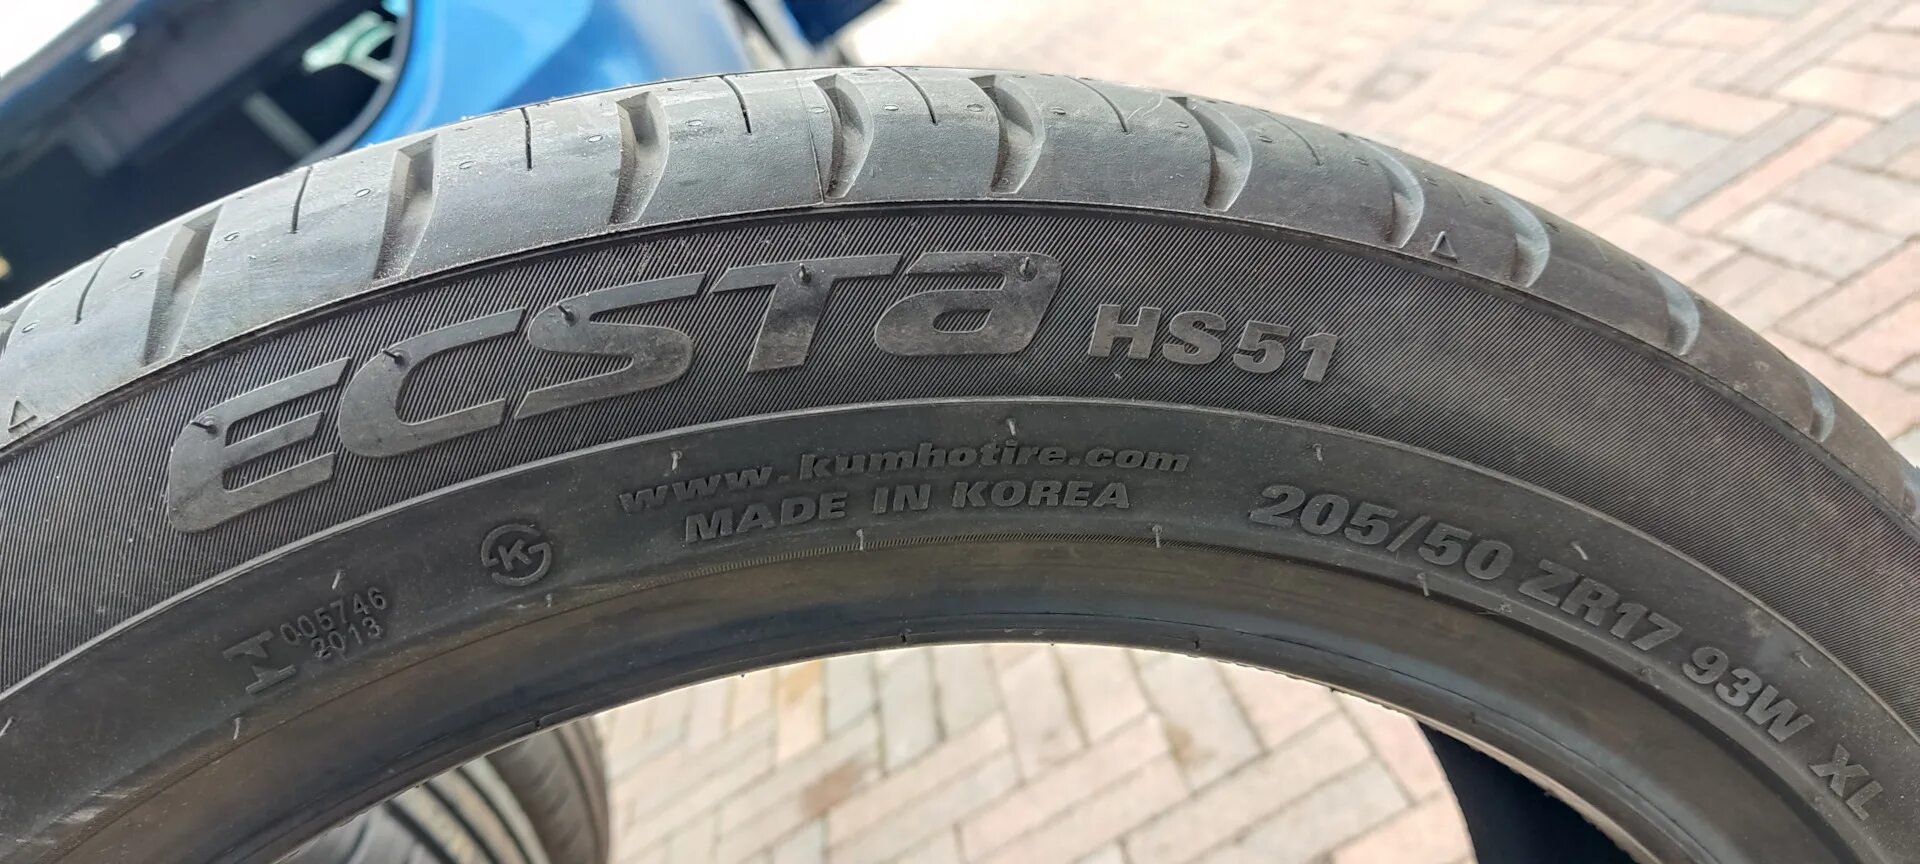 ECSTA HS51
www.kumhotire.com
MADE IN KOREA
205/50 ZR17 93W XL
K
005746
2013